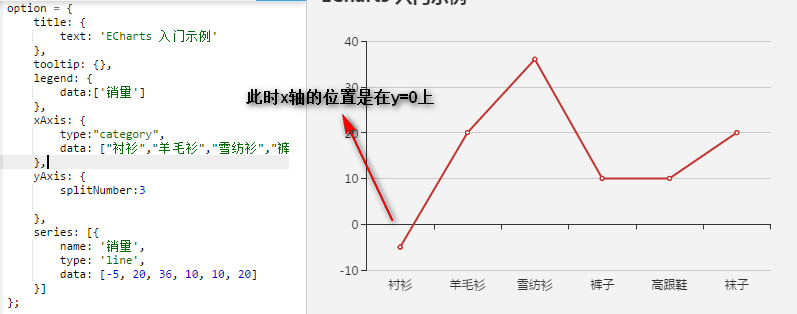 option = {
title: {
text: 'ECharts 入门示例'
},
tooltip: {},
legend: {
data:['销量']
},
xAxis: {
type:"category",
data: ["衬衫","羊毛衫","雪纺衫","裤
},
yAxis: {
splitNumber:3
},
series: [{
name: '销量',
type: 'line',
data: [-5, 20, 36, 10, 10, 20]
}]
};
ECharts 入门示例
此时x轴的位置是在y=0上
40
30
20
10
0
-10
衬衫
羊毛衫
雪纺衫
裤子
高跟鞋
袜子